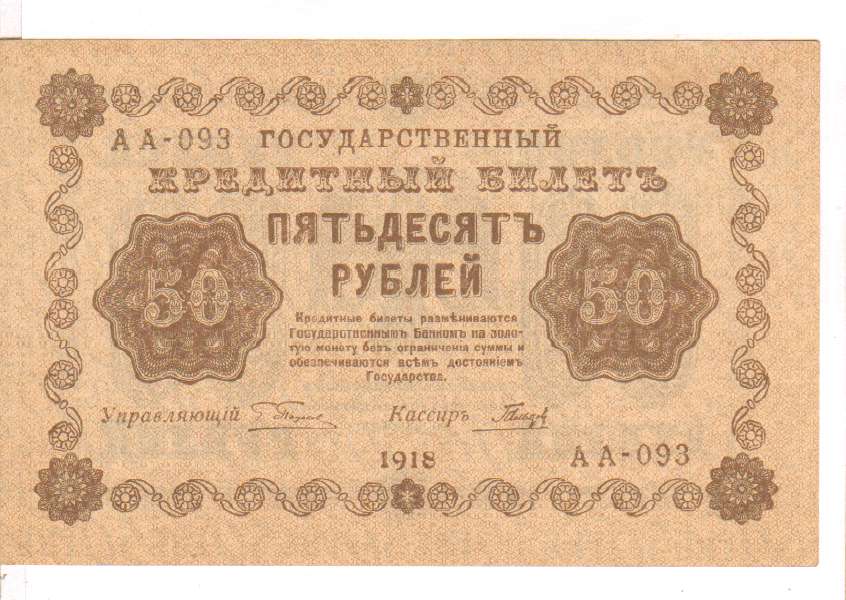 АА-093 ГОСУДАРСТВЕННЫЙ
КРЕДИТНЫЙ БИЛЕТЪ
ПЯТЬДЕСЯТЪ
РУБЛЕЙ
50 50
Кредитные билеты размѣниваются
Государственнымъ Банкомъ на золо-
тую монету безъ ограниченія суммы и
обезпечиваются всѣмъ достояніемъ
Государства.
Управляющій Кассиръ
1918 АА-093